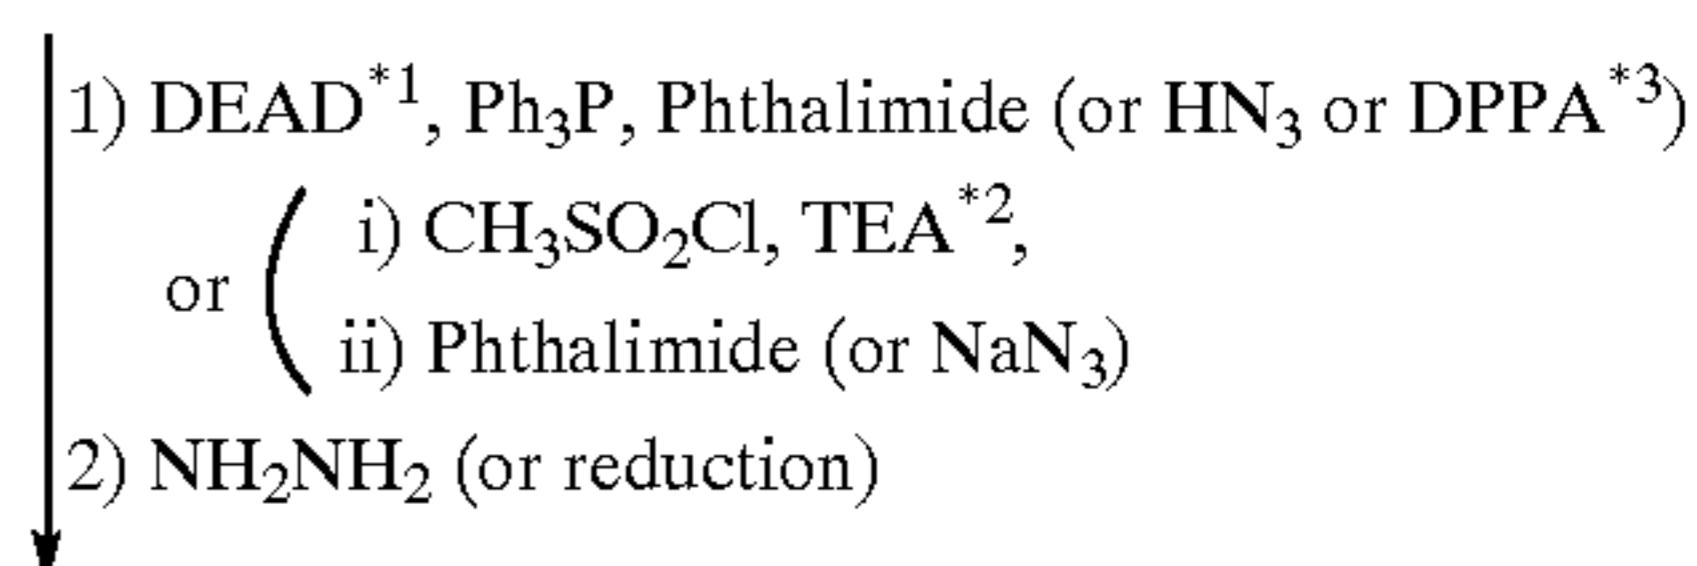 1) DEAD*1, Ph3P, Phthalimide (or HN3 or DPPA*3)
i) CH3SO2Cl, TEA*2,
or
ii) Phthalimide (or NaN3)
2) NH2NH2 (or reduction)